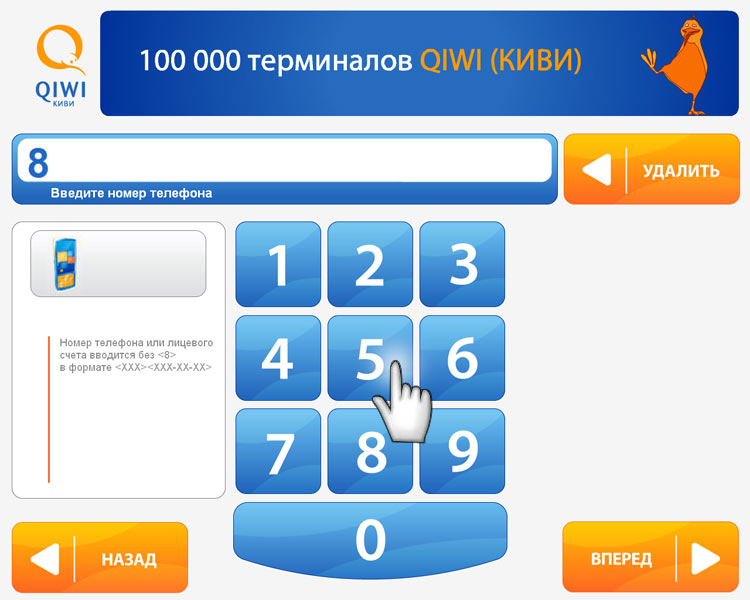 QIWI
КИВИ
100 000 терминалов QIWI (КИВИ)
8
Введите номер телефона
УДАЛИТЬ
Номер телефона или лицевого
счета вводится без <8>
в формате <XXX><XXX-XX-XX>
1 2 3
4 5 6
7 8 9
0
НАЗАД
ВПЕРЕД